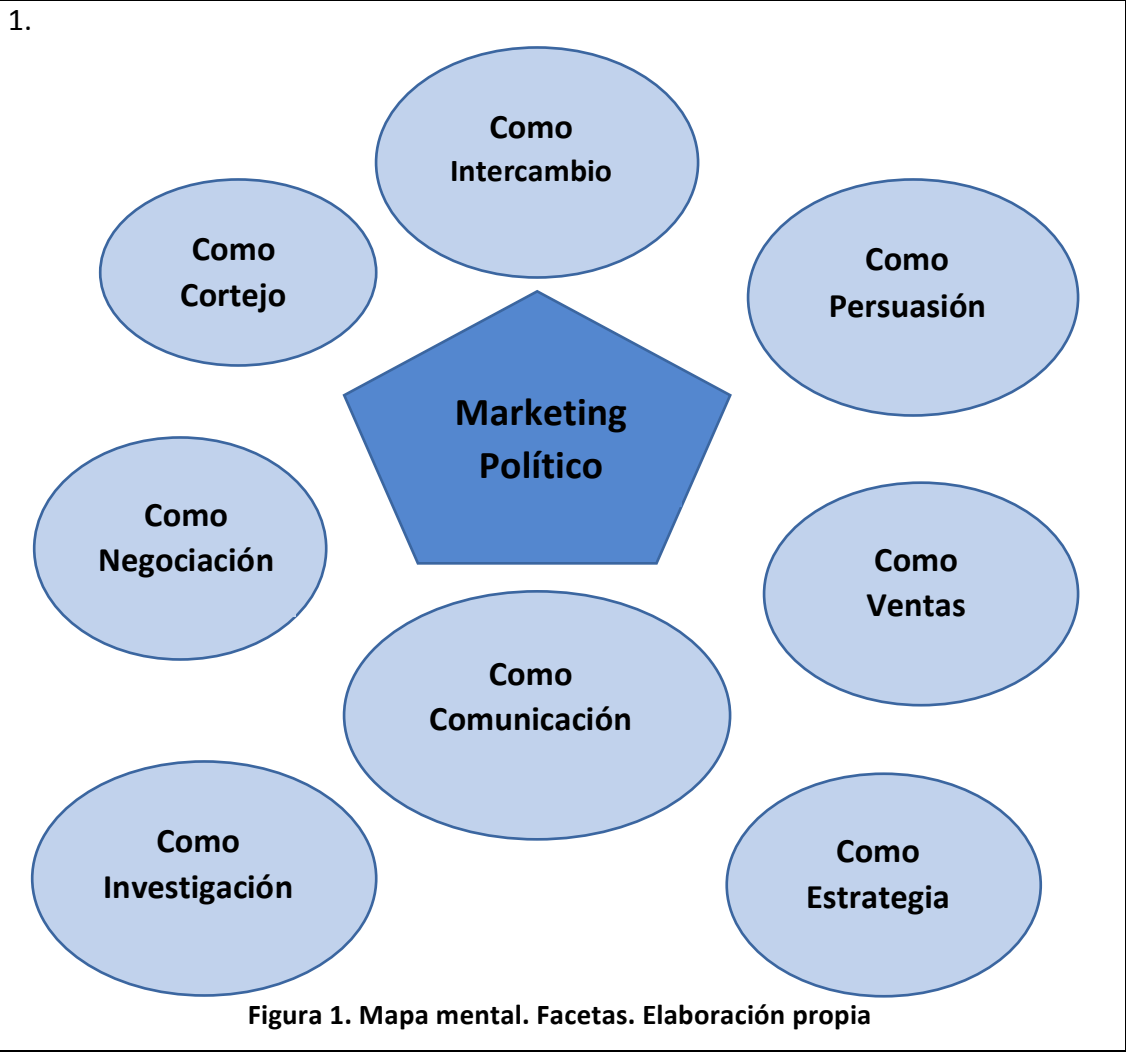 1.
Como
Intercambio
Como
Cortejo
Como
Persuasión
Marketing
Político
Como
Negociación
Como
Ventas
Como
Comunicación
Como
Investigación
Como
Estrategia
Figura 1. Mapa mental. Facetas. Elaboración propia